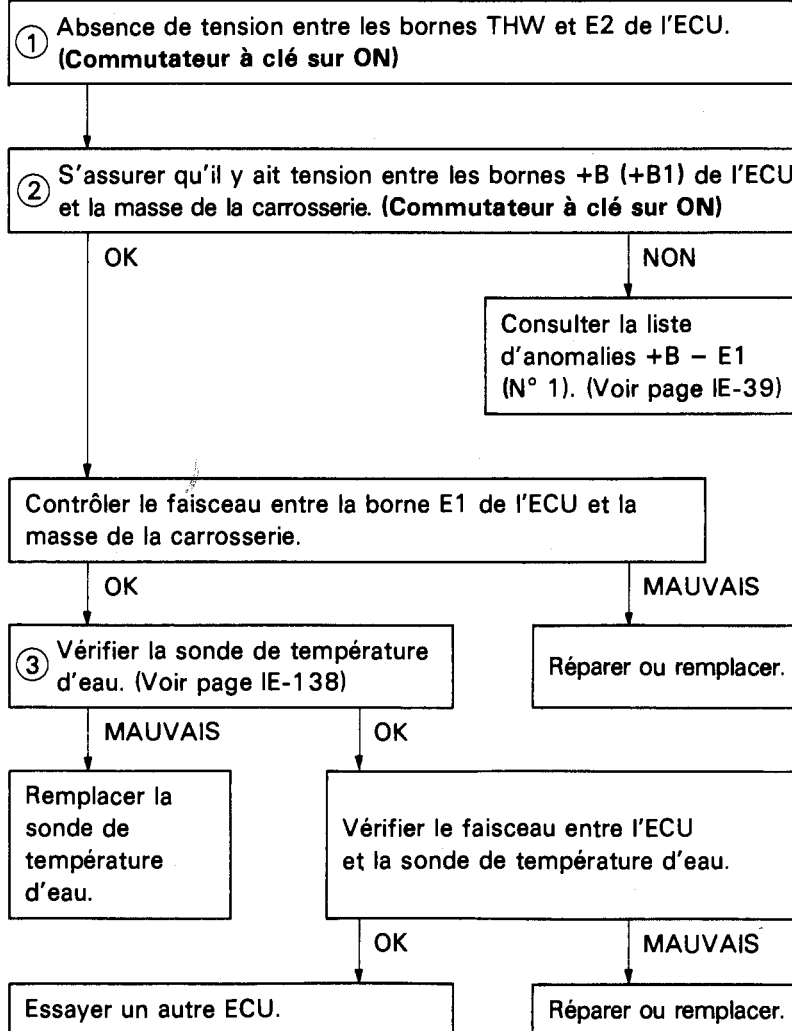 ① Absence de tension entre les bornes THW et E2 de l'ECU.
(Commutateur à clé sur ON)
② S'assurer qu'il y ait tension entre les bornes +B (+B1) de l'ECU
et la masse de la carrosserie. (Commutateur à clé sur ON)
OK
NON
Consulter la liste
d'anomalies +B – E1
(N° 1). (Voir page IE-39)
Contrôler le faisceau entre la borne E1 de l'ECU et la
masse de la carrosserie.
OK
MAUVAIS
③ Vérifier la sonde de température
d'eau. (Voir page IE-138)
Réparer ou remplacer.
MAUVAIS
OK
Remplacer la
sonde de
température
d'eau.
Vérifier le faisceau entre l'ECU
et la sonde de température d'eau.
OK
MAUVAIS
Essayer un autre ECU.
Réparer ou remplacer.